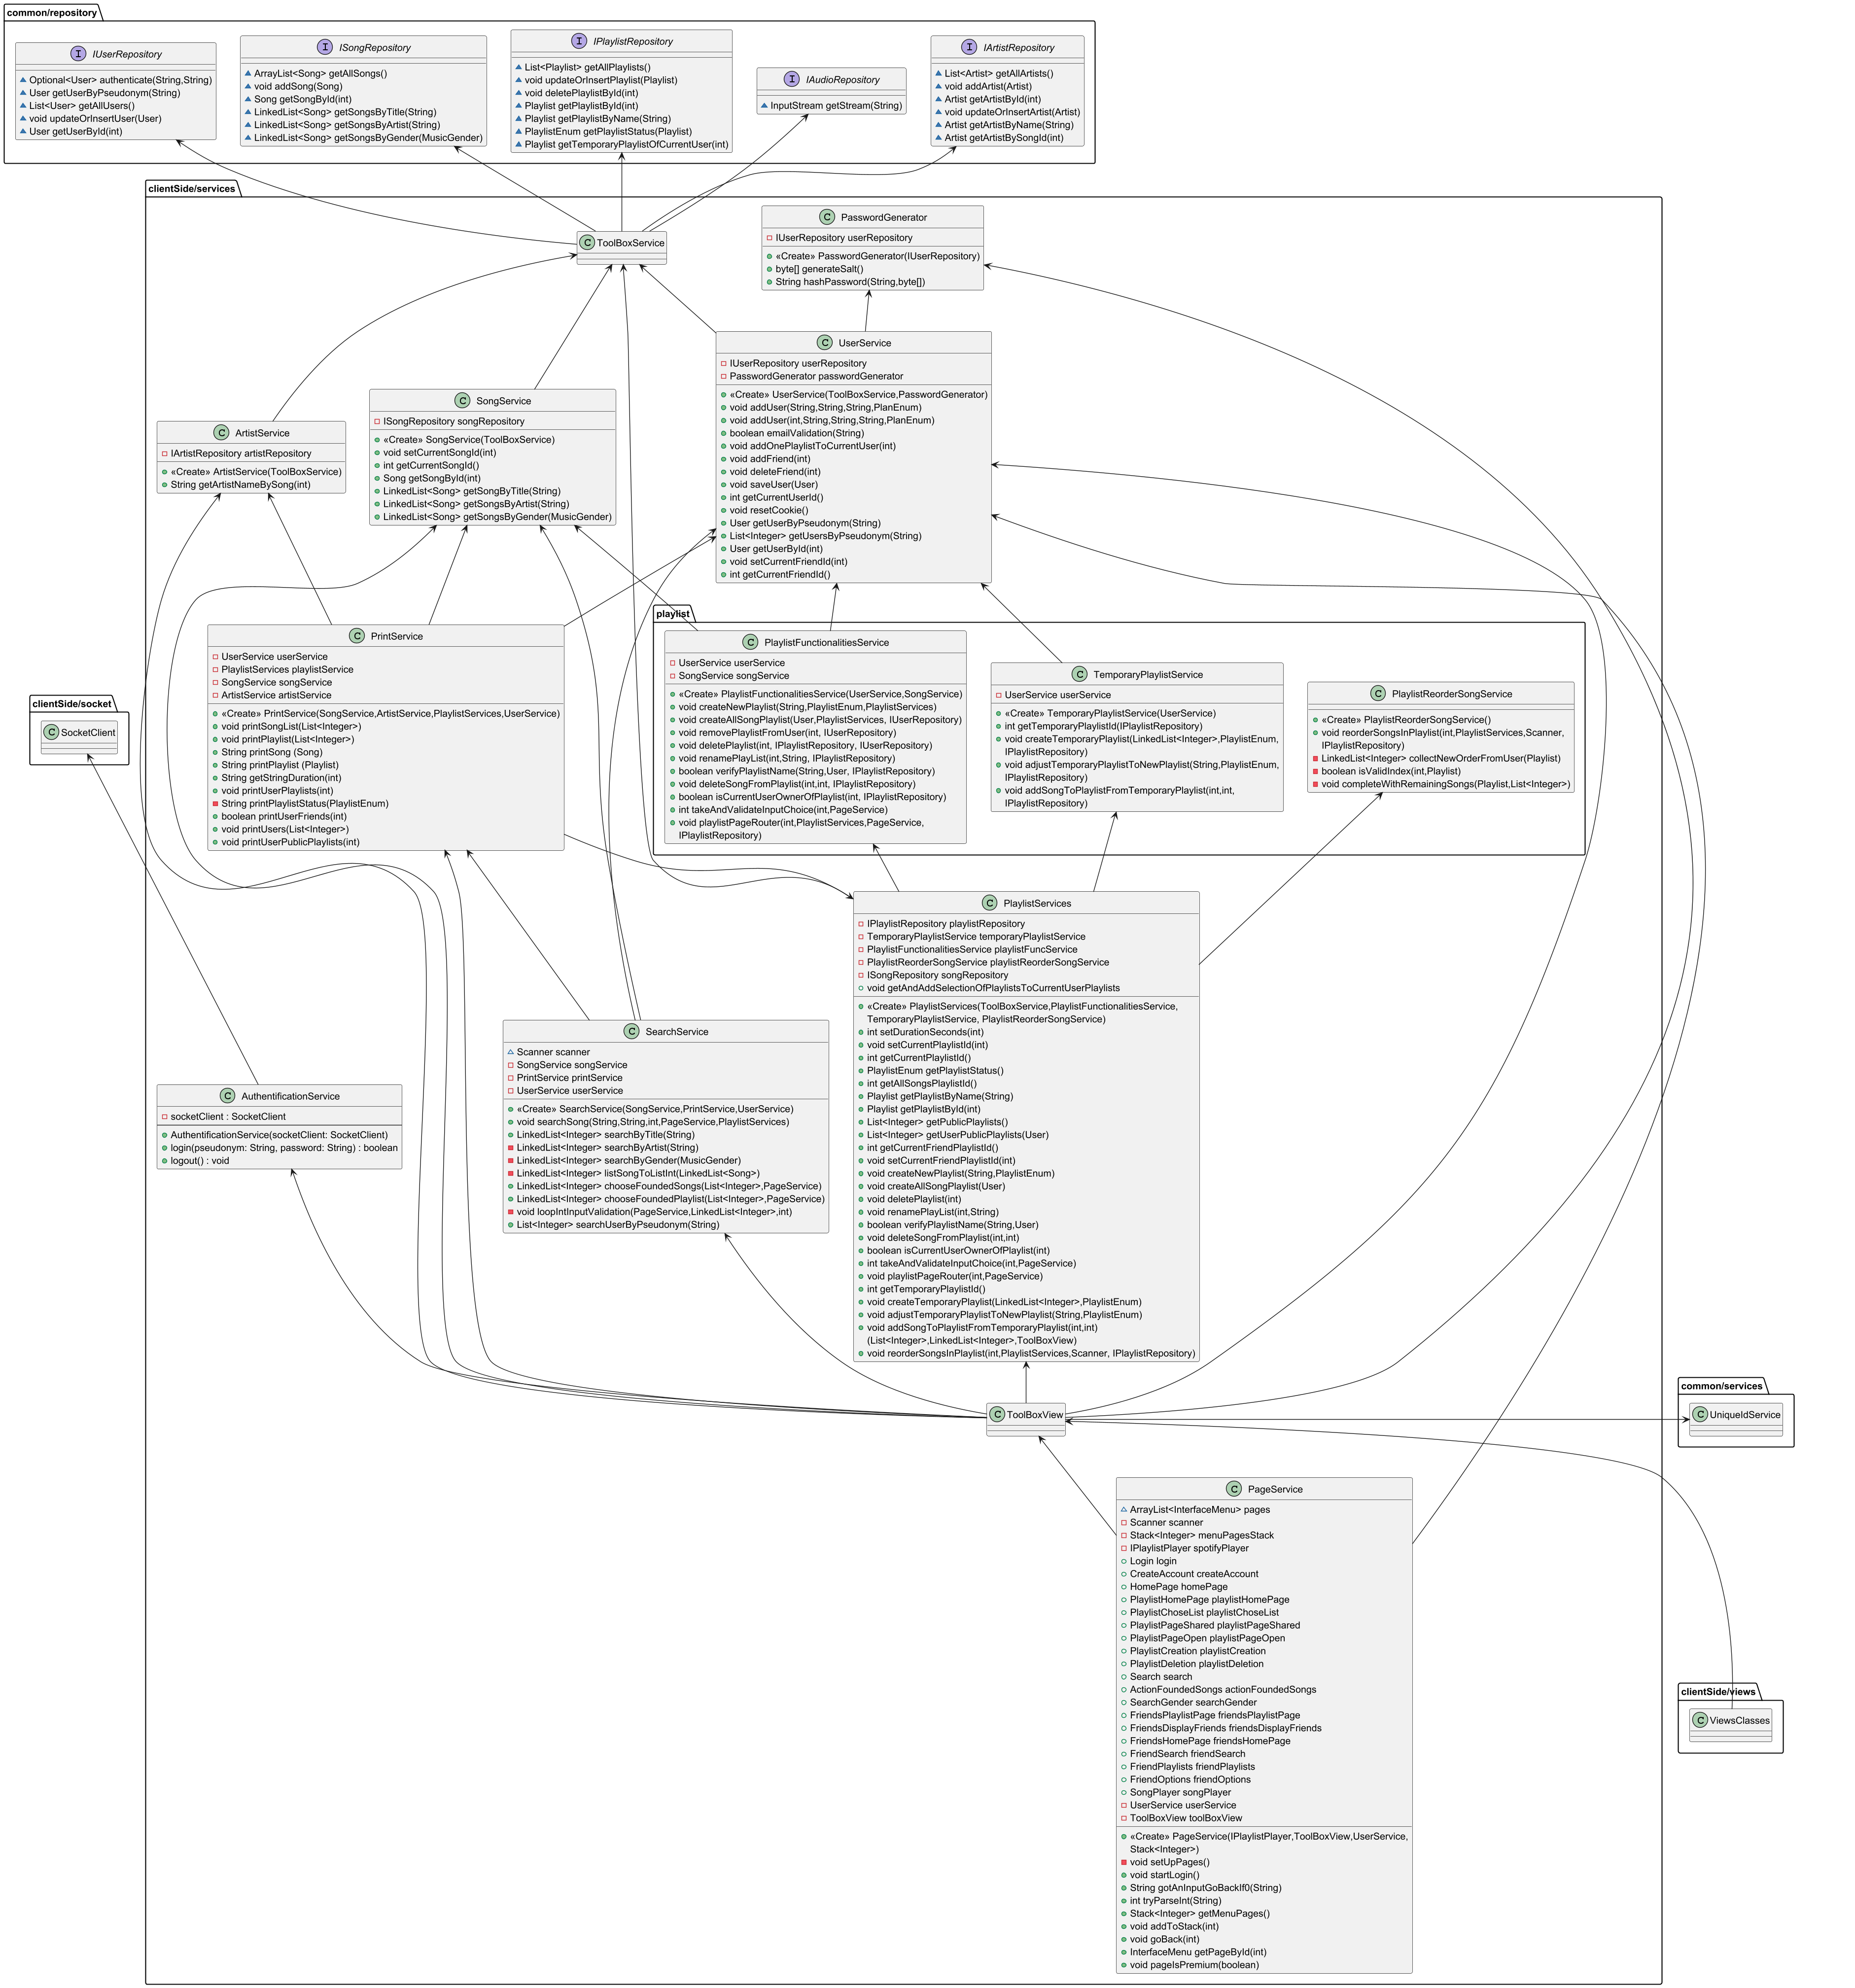 common/repository
IUserRepository
Optional<User> authenticate(String,String)
User getUserByPseudonym(String)
List<User> getAllUsers()
void updateOrInsertUser(User)
User getUserById(int)
ISongRepository
ArrayList<Song> getAllSongs()
void addSong(Song)
Song getSongById(int)
LinkedList<Song> getSongsByTitle(String)
LinkedList<Song> getSongsByArtist(String)
LinkedList<Song> getSongsByGender(MusicGender)
IPlaylistRepository
List<Playlist> getAllPlaylists()
void updateOrInsertPlaylist(Playlist)
void deletePlaylistById(int)
Playlist getPlaylistById(int)
Playlist getPlaylistByName(String)
PlaylistEnum getPlaylistStatus(Playlist)
Playlist getTemporaryPlaylistOfCurrentUser(int)
IAudioRepository
InputStream getStream(String)
IArtistRepository
List<Artist> getAllArtists()
void addArtist(Artist)
Artist getArtistById(int)
void updateOrInsertArtist(Artist)
Artist getArtistByName(String)
Artist getArtistBySongId(int)
clientSide/services
ToolBoxService
PasswordGenerator
IUserRepository userRepository
«Create» PasswordGenerator(IUserRepository)
byte[] generateSalt()
String hashPassword(String,byte[])
UserService
IUserRepository userRepository
PasswordGenerator passwordGenerator
«Create» UserService(ToolBoxService,PasswordGenerator)
void addUser(String,String,String,PlanEnum)
void addUser(int,String,String,String,PlanEnum)
boolean emailValidation(String)
void addOnePlaylistToCurrentUser(int)
void addFriend(int)
void deleteFriend(int)
void saveUser(User)
int getCurrentUserId()
void resetCookie()
User getUserByPseudonym(String)
List<Integer> getUsersByPseudonym(String)
User getUserById(int)
void setCurrentFriendId(int)
int getCurrentFriendId()
SongService
ISongRepository songRepository
«Create» SongService(ToolBoxService)
void setCurrentSongId(int)
int getCurrentSongId()
Song getSongById(int)
LinkedList<Song> getSongByTitle(String)
LinkedList<Song> getSongsByArtist(String)
LinkedList<Song> getSongsByGender(MusicGender)
ArtistService
IArtistRepository artistRepository
«Create» ArtistService(ToolBoxService)
String getArtistNameBySong(int)
PrintService
UserService userService
PlaylistServices playlistService
SongService songService
ArtistService artistService
«Create» PrintService(SongService,ArtistService,PlaylistServices,UserService)
void printSongList(List<Integer>)
void printPlaylist(List<Integer>)
String printSong (Song)
String printPlaylist (Playlist)
String getStringDuration(int)
void printUserPlaylists(int)
String printPlaylistStatus(PlaylistEnum)
boolean printUserFriends(int)
void printUsers(List<Integer>)
void printUserPublicPlaylists(int)
playlist
PlaylistFunctionalitiesService
UserService userService
SongService songService
«Create» PlaylistFunctionalitiesService(UserService,SongService)
void createNewPlaylist(String,PlaylistEnum,PlaylistServices)
void createAllSongPlaylist(User,PlaylistServices, IUserRepository)
void removePlaylistFromUser(int, IUserRepository)
void deletePlaylist(int, IPlaylistRepository, IUserRepository)
void renamePlayList(int,String, IPlaylistRepository)
boolean verifyPlaylistName(String,User, IPlaylistRepository)
void deleteSongFromPlaylist(int,int, IPlaylistRepository)
boolean isCurrentUserOwnerOfPlaylist(int, IPlaylistRepository)
int takeAndValidateInputChoice(int,PageService)
void playlistPageRouter(int,PlaylistServices,PageService,
IPlaylistRepository)
TemporaryPlaylistService
UserService userService
«Create» TemporaryPlaylistService(UserService)
int getTemporaryPlaylistId(IPlaylistRepository)
void createTemporaryPlaylist(LinkedList<Integer>,PlaylistEnum,
IPlaylistRepository)
void adjustTemporaryPlaylistToNewPlaylist(String,PlaylistEnum,
IPlaylistRepository)
void addSongToPlaylistFromTemporaryPlaylist(int,int,
IPlaylistRepository)
PlaylistReorderSongService
«Create» PlaylistReorderSongService()
void reorderSongsInPlaylist(int,PlaylistServices,Scanner,
IPlaylistRepository)
LinkedList<Integer> collectNewOrderFromUser(Playlist)
boolean isValidIndex(int,Playlist)
void completeWithRemainingSongs(Playlist,List<Integer>)
clientSide/socket
SocketClient
PlaylistServices
IPlaylistRepository playlistRepository
TemporaryPlaylistService temporaryPlaylistService
PlaylistFunctionalitiesService playlistFuncService
PlaylistReorderSongService playlistReorderSongService
ISongRepository songRepository
void getAndAddSelectionOfPlaylistsToCurrentUserPlaylists
«Create» PlaylistServices(ToolBoxService,PlaylistFunctionalitiesService,
TemporaryPlaylistService, PlaylistReorderSongService)
int setDurationSeconds(int)
void setCurrentPlaylistId(int)
int getCurrentPlaylistId()
PlaylistEnum getPlaylistStatus()
int getAllSongsPlaylistId()
Playlist getPlaylistByName(String)
Playlist getPlaylistById(int)
List<Integer> getPublicPlaylists()
List<Integer> getUserPublicPlaylists(User)
int getCurrentFriendPlaylistId()
void setCurrentFriendPlaylistId(int)
void createNewPlaylist(String,PlaylistEnum)
void createAllSongPlaylist(User)
void deletePlaylist(int)
void renamePlayList(int,String)
boolean verifyPlaylistName(String,User)
void deleteSongFromPlaylist(int,int)
boolean isCurrentUserOwnerOfPlaylist(int)
int takeAndValidateInputChoice(int,PageService)
void playlistPageRouter(int,PageService)
int getTemporaryPlaylistId()
void createTemporaryPlaylist(LinkedList<Integer>,PlaylistEnum)
void adjustTemporaryPlaylistToNewPlaylist(String,PlaylistEnum)
void addSongToPlaylistFromTemporaryPlaylist(int,int)
(List<Integer>,LinkedList<Integer>,ToolBoxView)
void reorderSongsInPlaylist(int,PlaylistServices,Scanner, IPlaylistRepository)
SearchService
Scanner scanner
SongService songService
PrintService printService
UserService userService
«Create» SearchService(SongService,PrintService,UserService)
void searchSong(String,String,int,PageService,PlaylistServices)
LinkedList<Integer> searchByTitle(String)
LinkedList<Integer> searchByArtist(String)
LinkedList<Integer> searchByGender(MusicGender)
LinkedList<Integer> listSongToListInt(LinkedList<Song>)
LinkedList<Integer> chooseFoundedSongs(List<Integer>,PageService)
LinkedList<Integer> chooseFoundedPlaylist(List<Integer>,PageService)
void loopIntInputValidation(PageService,LinkedList<Integer>,int)
List<Integer> searchUserByPseudonym(String)
AuthentificationService
socketClient : SocketClient
AuthentificationService(socketClient: SocketClient)
login(pseudonym: String, password: String) : boolean
logout() : void
ToolBoxView
common/services
UniqueIdService
PageService
ArrayList<InterfaceMenu> pages
Scanner scanner
Stack<Integer> menuPagesStack
IPlaylistPlayer spotifyPlayer
Login login
CreateAccount createAccount
HomePage homePage
PlaylistHomePage playlistHomePage
PlaylistChoseList playlistChoseList
PlaylistPageShared playlistPageShared
PlaylistPageOpen playlistPageOpen
PlaylistCreation playlistCreation
PlaylistDeletion playlistDeletion
Search search
ActionFoundedSongs actionFoundedSongs
SearchGender searchGender
FriendsPlaylistPage friendsPlaylistPage
FriendsDisplayFriends friendsDisplayFriends
FriendsHomePage friendsHomePage
FriendSearch friendSearch
FriendPlaylists friendPlaylists
FriendOptions friendOptions
SongPlayer songPlayer
UserService userService
ToolBoxView toolBoxView
«Create» PageService(IPlaylistPlayer,ToolBoxView,UserService,
Stack<Integer>)
void setUpPages()
void startLogin()
String gotAnInputGoBackIf0(String)
int tryParseInt(String)
Stack<Integer> getMenuPages()
void addToStack(int)
void goBack(int)
InterfaceMenu getPageById(int)
void pageIsPremium(boolean)
clientSide/views
ViewsClasses